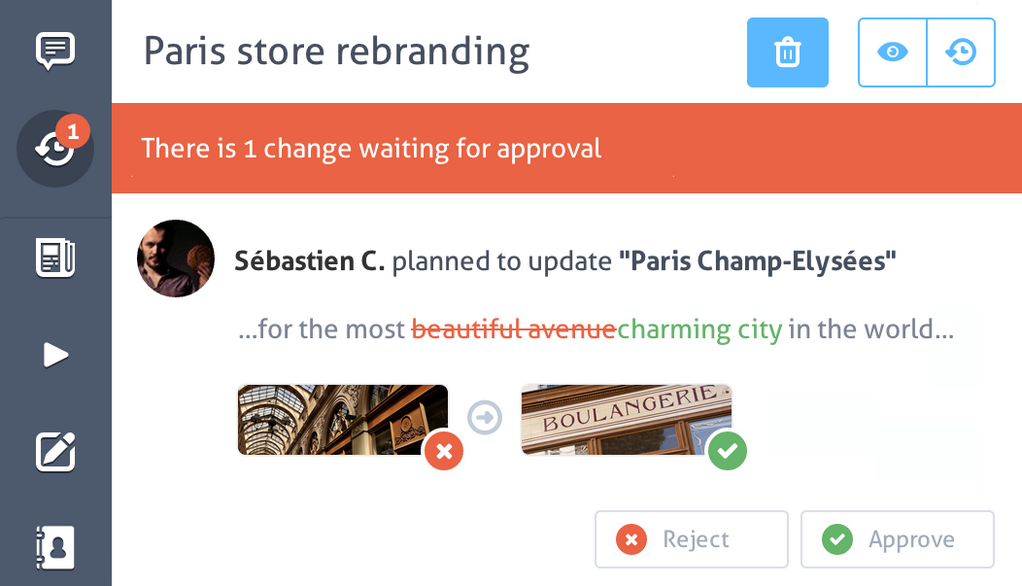 Paris store rebranding
1
There is 1 change waiting for approval
Sébastien C. planned to update "Paris Champ-Elysées"
...for the most beautiful avenuecharming city in the world...
BOULANGERIE
Reject
Approve